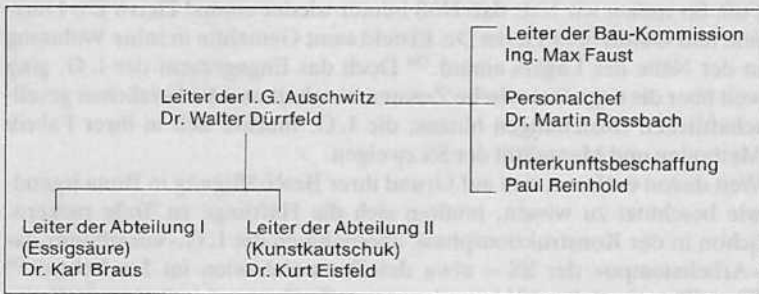 Leiter der Bau-Kommission
Ing. Max Faust
Leiter der I.G. Auschwitz
Dr. Walter Dürrfeld
Personalchef
Dr. Martin Rossbach
Unterkunftsbeschaffung
Paul Reinhold
Leiter der Abteilung I
(Essigsäure)
Dr. Karl Braus
Leiter der Abteilung II
(Kunstkautschuk)
Dr. Kurt Eisfeld